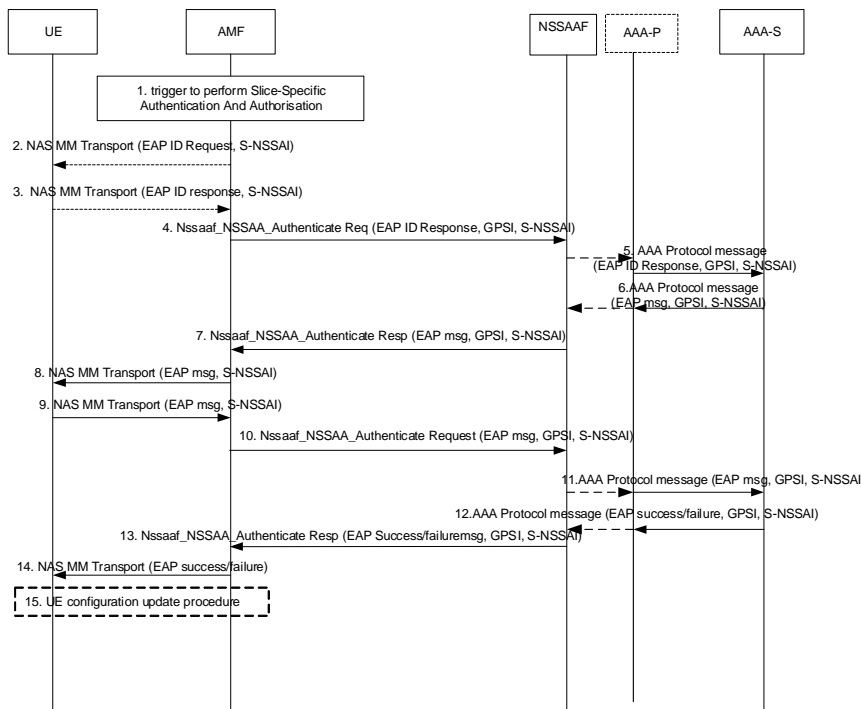 UE
AMF
NSSAAF
AAA-P
AAA-S
1. trigger to perform Slice-Specific
Authentication And Authorisation
2. NAS MM Transport (EAP ID Request, S-NSSAI)
3. NAS MM Transport (EAP ID response, S-NSSAI)
4. Nssaaf_NSSAA_Authenticate Req (EAP ID Response, GPSI, S-NSSAI)
5. AAA Protocol message
(EAP ID Response, GPSI, S-NSSAI)
6.AAA Protocol message
(EAP msg, GPSI, S-NSSAI)
7. Nssaaf_NSSAA_Authenticate Resp (EAP msg, GPSI, S-NSSAI)
8. NAS MM Transport (EAP msg, S-NSSAI)
9. NAS MM Transport (EAP msg, S-NSSAI)
10. Nssaaf_NSSAA_Authenticate Request (EAP msg, GPSI, S-NSSAI)
11.AAA Protocol message (EAP msg, GPSI, S-NSSAI
12.AAA Protocol message (EAP success/failure, GPSI, S-NSSAI)
13. Nssaaf_NSSAA_Authenticate Resp (EAP Success/failuremsg, GPSI, S-NSSAI)
14. NAS MM Transport (EAP success/failure)
15. UE configuration update procedure